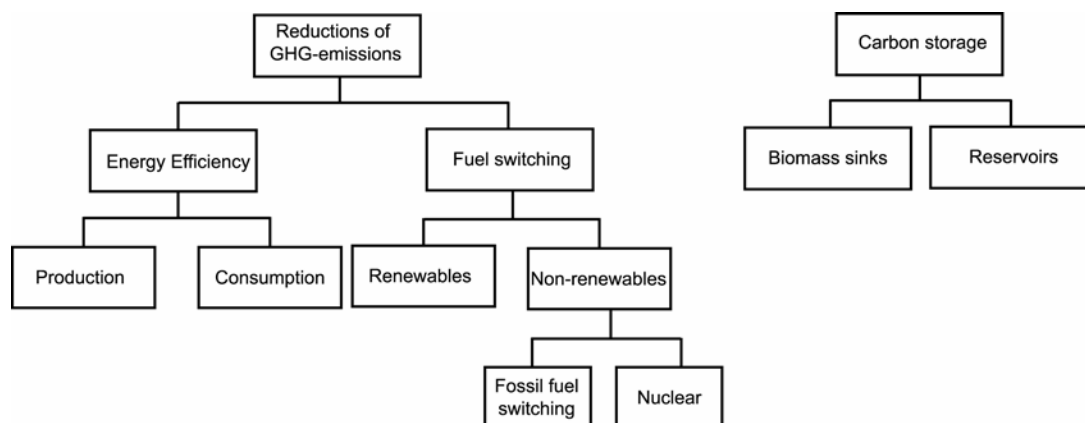 Reductions of
GHG-emissions
Carbon storage
Energy Efficiency
Fuel switching
Biomass sinks
Reservoirs
Production
Consumption
Renewables
Non-renewables
Fossil fuel
switching
Nuclear